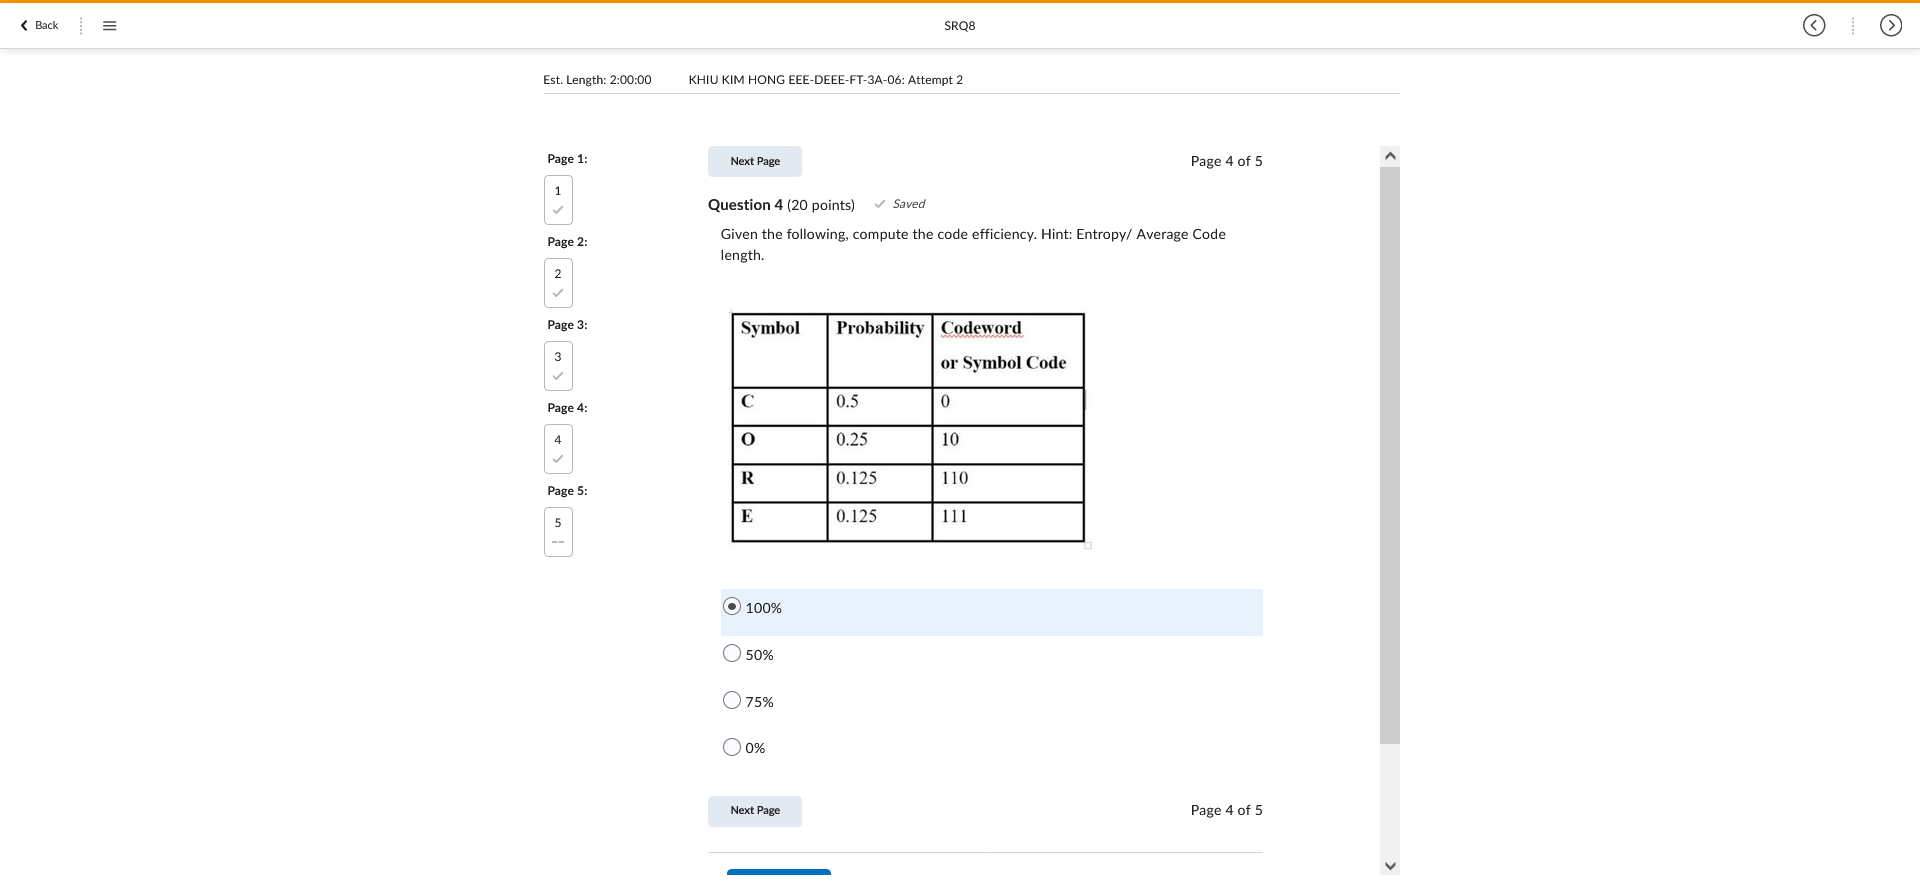 Back
SRQ8
Est. Length: 2:00:00 KHIU KIM HONG EEE-DEEE-FT-3A-06: Attempt 2
Page 1:
1
Page 2:
2
Page 3:
3
Page 4:
4
Page 5:
5
--
Next Page Page 4 of 5
Question 4 (20 points) Saved
Given the following, compute the code efficiency. Hint: Entropy/ Average Code
length.
Symbol Probability Codeword
or Symbol Code
C 0.5 0
O 0.25 10
R 0.125 110
E 0.125 111
100%
50%
75%
0%
Next Page Page 4 of 5